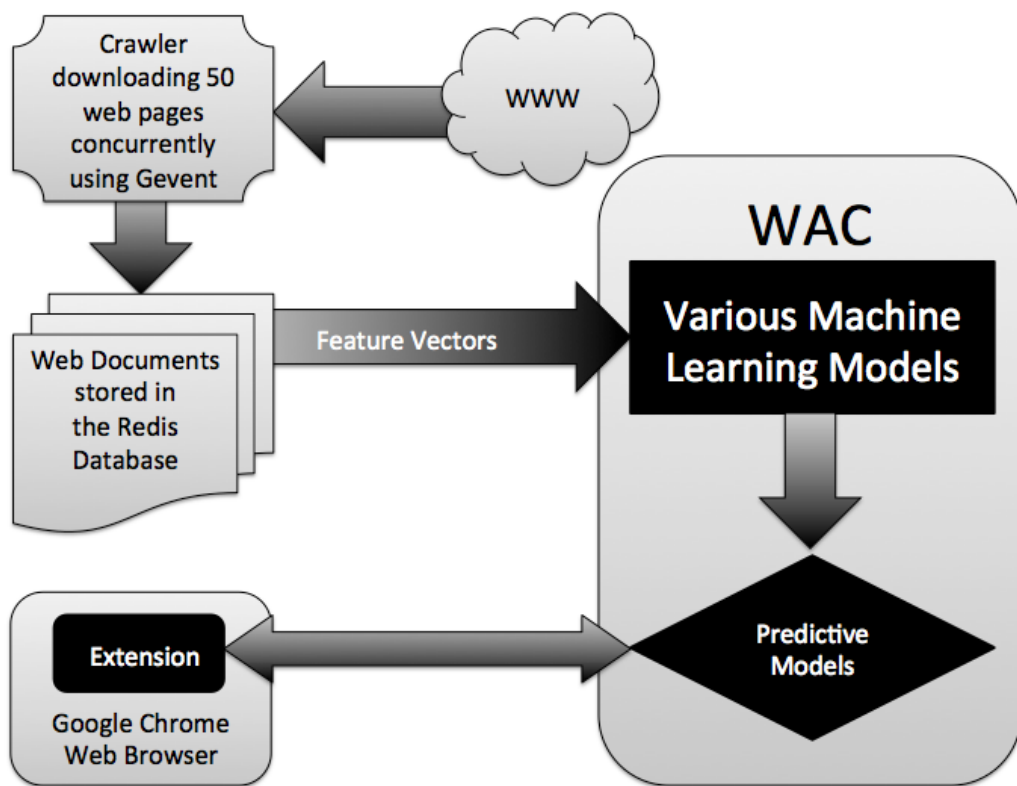 Crawler
downloading 50
web pages
concurrently
using Gevent
WWW
WAC
Various Machine
Learning Models
Feature Vectors
Web Documents
stored in
the Redis
Database
Predictive
Models
Extension
Google Chrome
Web Browser